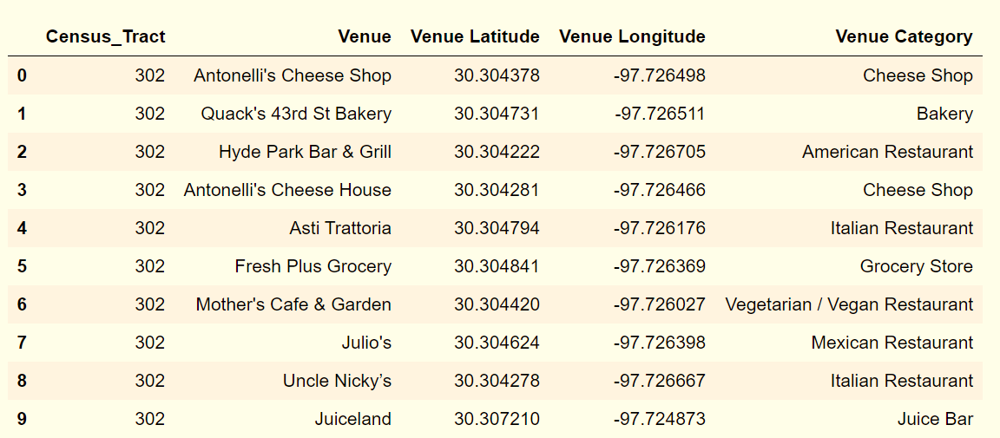 Census_Tract Venue Venue Latitude Venue Longitude Venue Category
0 302 Antonelli's Cheese Shop 30.304378 -97.726498 Cheese Shop
1 302 Quack's 43rd St Bakery 30.304731 -97.726511 Bakery
2 302 Hyde Park Bar & Grill 30.304222 -97.726705 American Restaurant
3 302 Antonelli's Cheese House 30.304281 -97.726466 Cheese Shop
4 302 Asti Trattoria 30.304794 -97.726176 Italian Restaurant
5 302 Fresh Plus Grocery 30.304841 -97.726369 Grocery Store
6 302 Mother's Cafe & Garden 30.304420 -97.726027 Vegetarian / Vegan Restaurant
7 302 Julio's 30.304624 -97.726398 Mexican Restaurant
8 302 Uncle Nicky’s 30.304278 -97.726667 Italian Restaurant
9 302 Juiceland 30.307210 -97.724873 Juice Bar